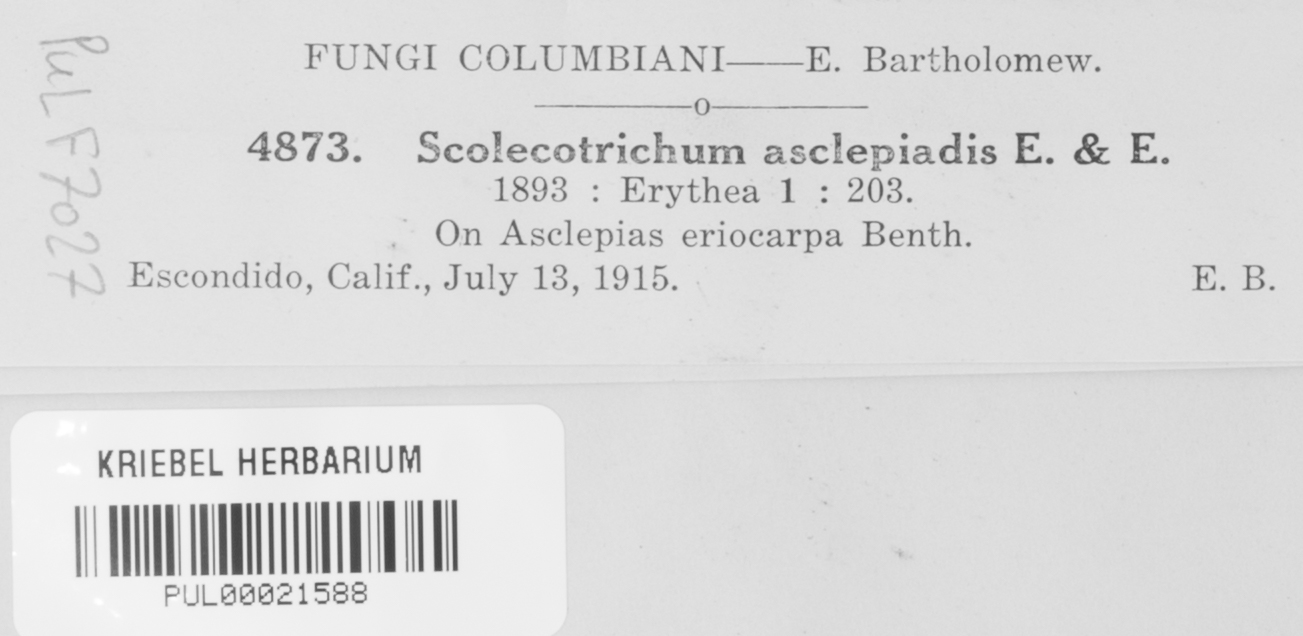 FUNGI COLUMBIANI——E. Bartholomew.
———o———
4873. Scolecotrichum asclepiadis E. & E.
1893 : Erythea 1 : 203.
On Asclepias eriocarpa Benth.
Escondido, Calif., July 13, 1915. E. B.
PUL F7027
KRIEBEL HERBARIUM
PUL00021588